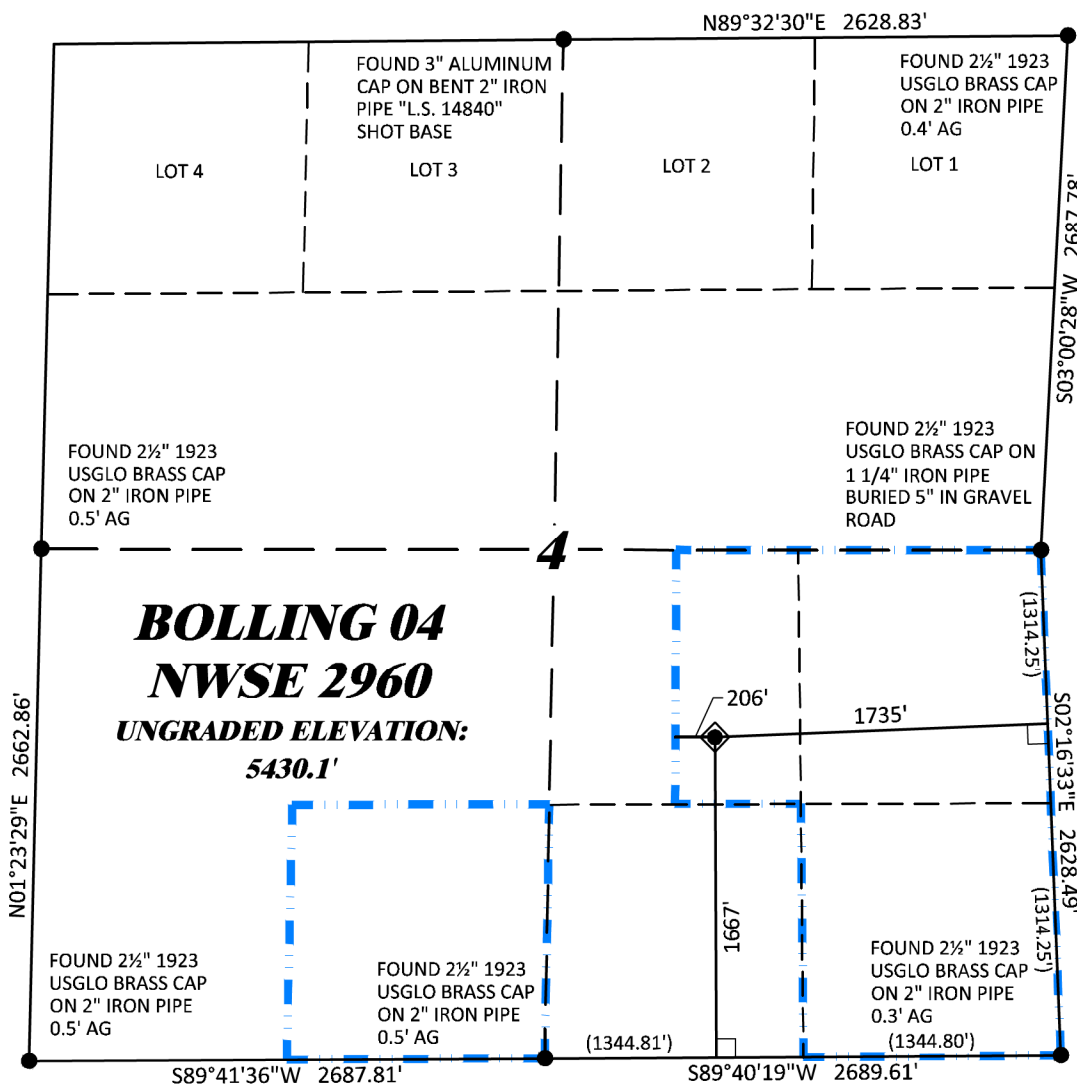 N89°32'30"E 2628.83'
FOUND 3" ALUMINUM
CAP ON BENT 2" IRON
PIPE "L.S. 14840"
SHOT BASE
FOUND 2½" 1923
USGLO BRASS CAP
ON 2" IRON PIPE
0.4' AG
LOT 4
LOT 3
LOT 2
LOT 1
S03°00'28"W 2687.78'
FOUND 2½" 1923
USGLO BRASS CAP
ON 2" IRON PIPE
0.5' AG
FOUND 2½" 1923
USGLO BRASS CAP ON
1 1/4" IRON PIPE
BURIED 5" IN GRAVEL
ROAD
4
BOLLING 04
NWSE 2960
UNGRADED ELEVATION:
5430.1'
(1314.25')
206'
1735'
S02°16'33"E 2628.49'
N01°23'29"E 2662.86'
1667'
(1314.25')
FOUND 2½" 1923
USGLO BRASS CAP
ON 2" IRON PIPE
0.5' AG
FOUND 2½" 1923
USGLO BRASS CAP
ON 2" IRON PIPE
0.5' AG
FOUND 2½" 1923
USGLO BRASS CAP
ON 2" IRON PIPE
0.3' AG
(1344.81')
(1344.80')
S89°41'36"W 2687.81'
S89°40'19"W 2689.61'